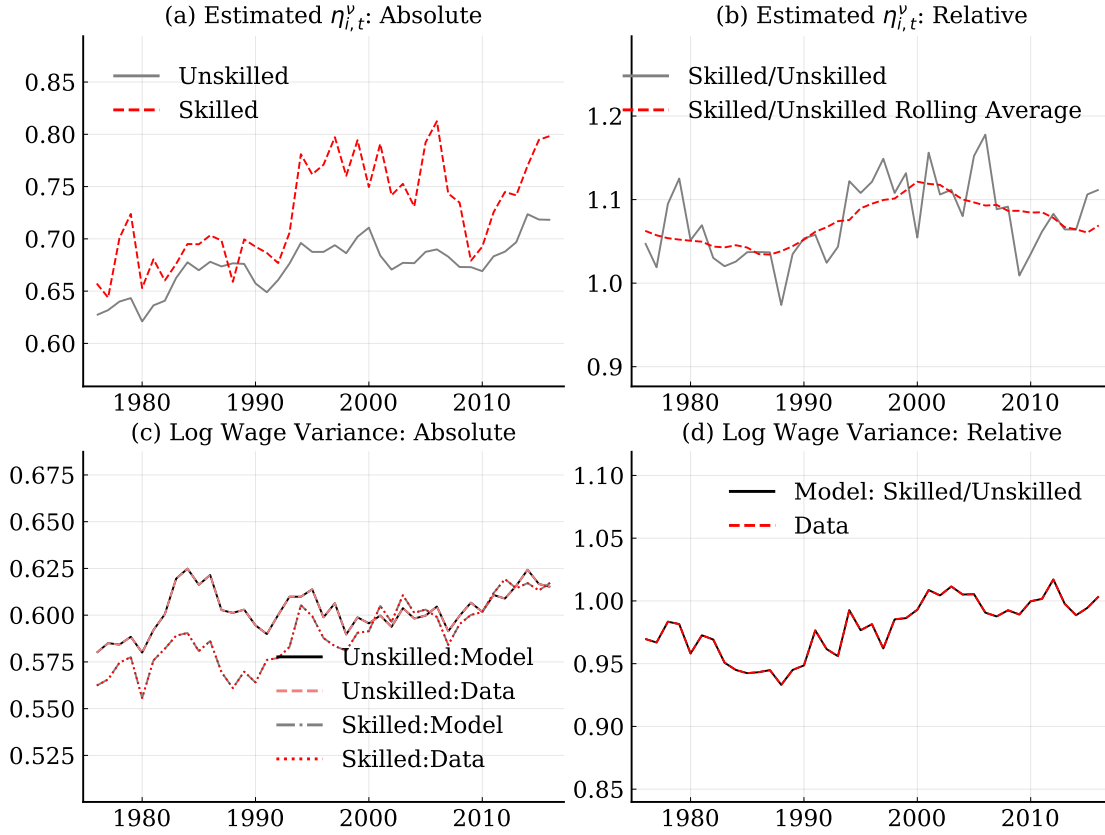 (a) Estimated $\eta_{i,t}^{\nu}$: Absolute
0.85
0.80
0.75
0.70
0.65
0.60
Unskilled
Skilled
1980
1990
2000
2010
(b) Estimated $\eta_{i,t}^{\nu}$: Relative
1.2
1.1
1.0
0.9
Skilled/Unskilled
Skilled/Unskilled Rolling Average
1980
1990
2000
2010
(c) Log Wage Variance: Absolute
0.675
0.650
0.625
0.600
0.575
0.550
0.525
Unskilled:Model
Unskilled:Data
Skilled:Model
Skilled:Data
1980
1990
2000
2010
(d) Log Wage Variance: Relative
1.10
1.05
1.00
0.95
0.90
0.85
Model: Skilled/Unskilled
Data
1980
1990
2000
2010